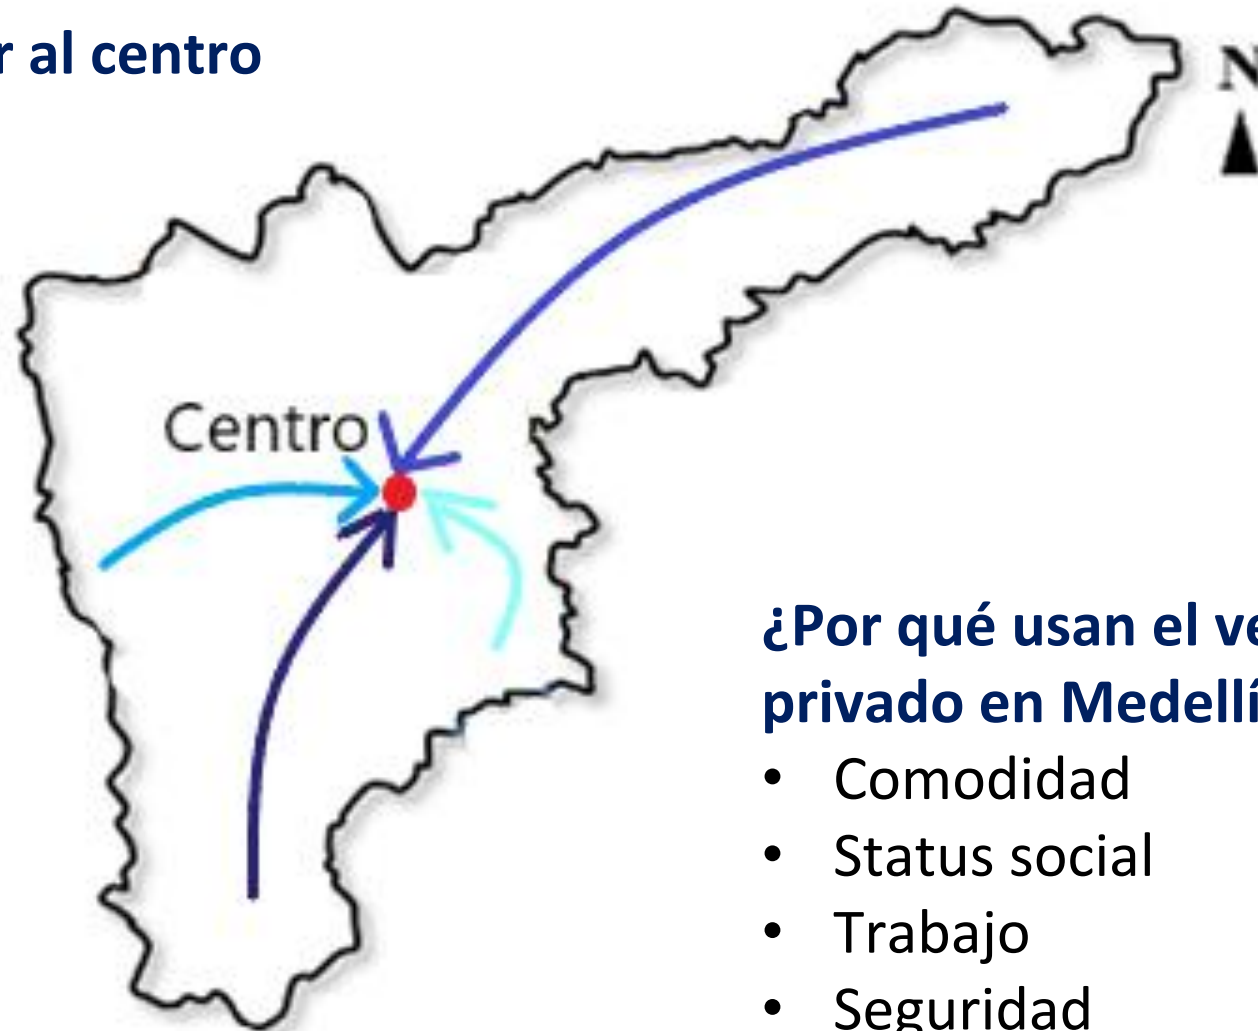 r al centro
N
Centro
¿Por qué usan el ve
privado en Medellí
• Comodidad
• Status social
• Trabajo
• Seguridad